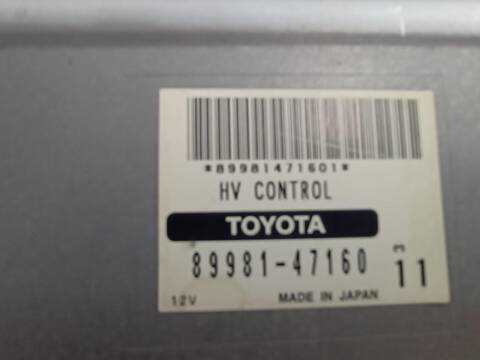 *89981471601*
HV CONTROL
TOYOTA
89981-47160
11
12V MADE IN JAPAN